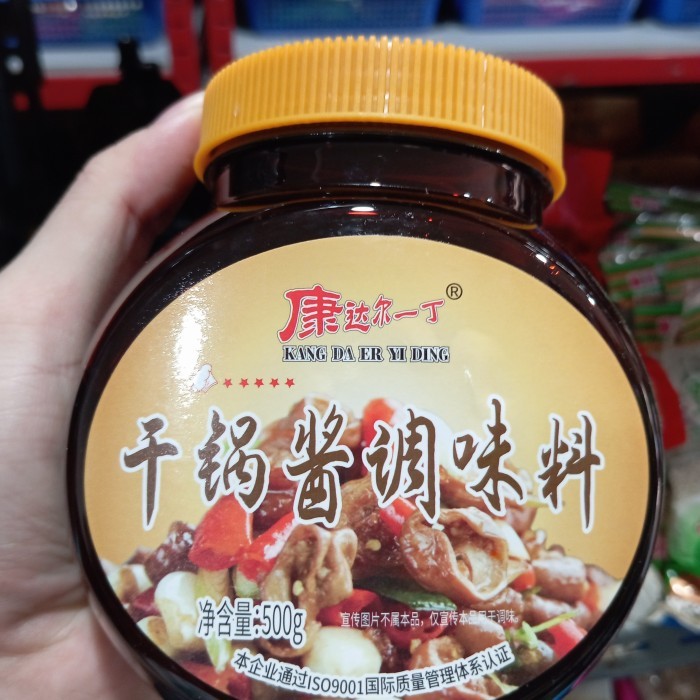 康达尔一丁®
KANG DA ER YI DING
干锅酱调味料
净含量:500g
宣传图片不属本品，仅宣传本品用于调味。
本企业通过ISO9001国际质量管理体系认证